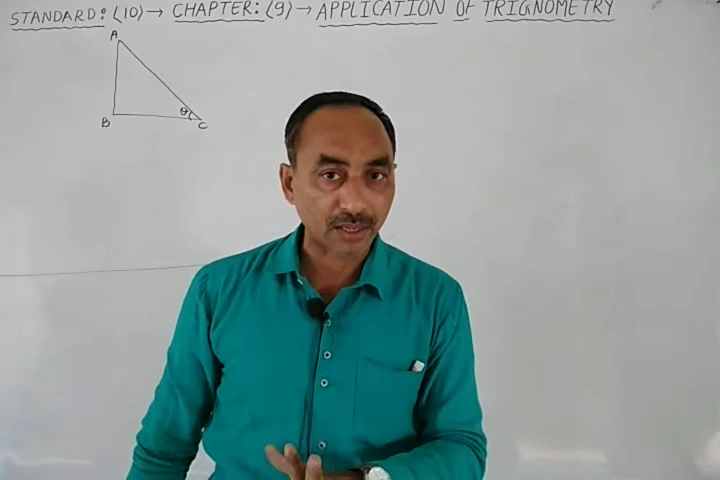 STANDARD: (10) → CHAPTER: (9) → APPLICATION OF TRIGNOMETRY
A
B
θ
C